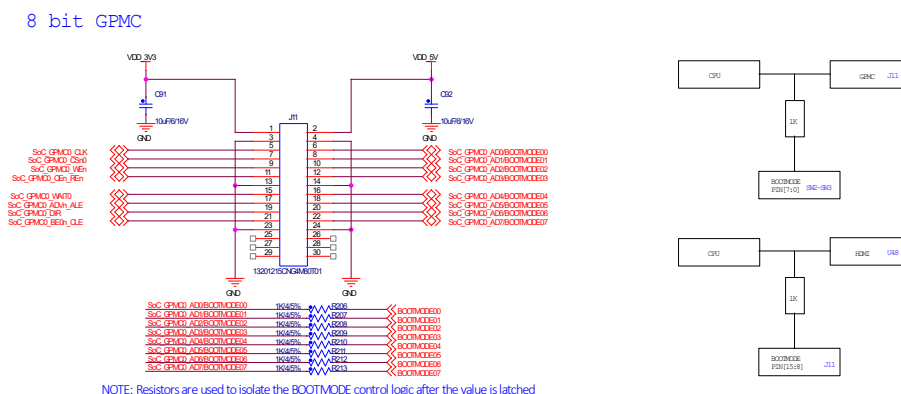 8 bit GPMC
VDD_3V3
VDD_5V
C91
10uF/6/16V
GND
C92
10uF/6/16V
GND
J11
1 2
3 4
5 6
7 8
9 10
11 12
13 14
15 16
17 18
19 20
21 22
23 24
25 26
27 28
29 30
SoC_GPMC0_CLK
SoC_GPMC0_CSn0
SoC_GPMC0_WEn
SoC_GPMC0_OEn_REn
SoC_GPMC0_WAIT0
SoC_GPMC0_ADVn_ALE
SoC_GPMC0_DIR
SoC_GPMC0_BE0n_CLE
SoC_GPMC0_AD0/BOOTMODE00
SoC_GPMC0_AD1/BOOTMODE01
SoC_GPMC0_AD2/BOOTMODE02
SoC_GPMC0_AD3/BOOTMODE03
SoC_GPMC0_AD4/BOOTMODE04
SoC_GPMC0_AD5/BOOTMODE05
SoC_GPMC0_AD6/BOOTMODE06
SoC_GPMC0_AD7/BOOTMODE07
13201215CNG4M80T01
GND
GND
SoC_GPMC0_AD0/BOOTMODE00 1K/4/5% R206 BOOTMODE00
SoC_GPMC0_AD1/BOOTMODE01 1K/4/5% R207 BOOTMODE01
SoC_GPMC0_AD2/BOOTMODE02 1K/4/5% R208 BOOTMODE02
SoC_GPMC0_AD3/BOOTMODE03 1K/4/5% R209 BOOTMODE03
SoC_GPMC0_AD4/BOOTMODE04 1K/4/5% R210 BOOTMODE04
SoC_GPMC0_AD5/BOOTMODE05 1K/4/5% R211 BOOTMODE05
SoC_GPMC0_AD6/BOOTMODE06 1K/4/5% R212 BOOTMODE06
SoC_GPMC0_AD7/BOOTMODE07 1K/4/5% R213 BOOTMODE07
NOTE: Resistors are used to isolate the BOOTMODE control logic after the value is latched
CPU
GPMC J11
1K
BOOTMODE
PIN[7:0] SW2-SW3
CPU
HDMI U48
1K
BOOTMODE
PIN[15:8] J11